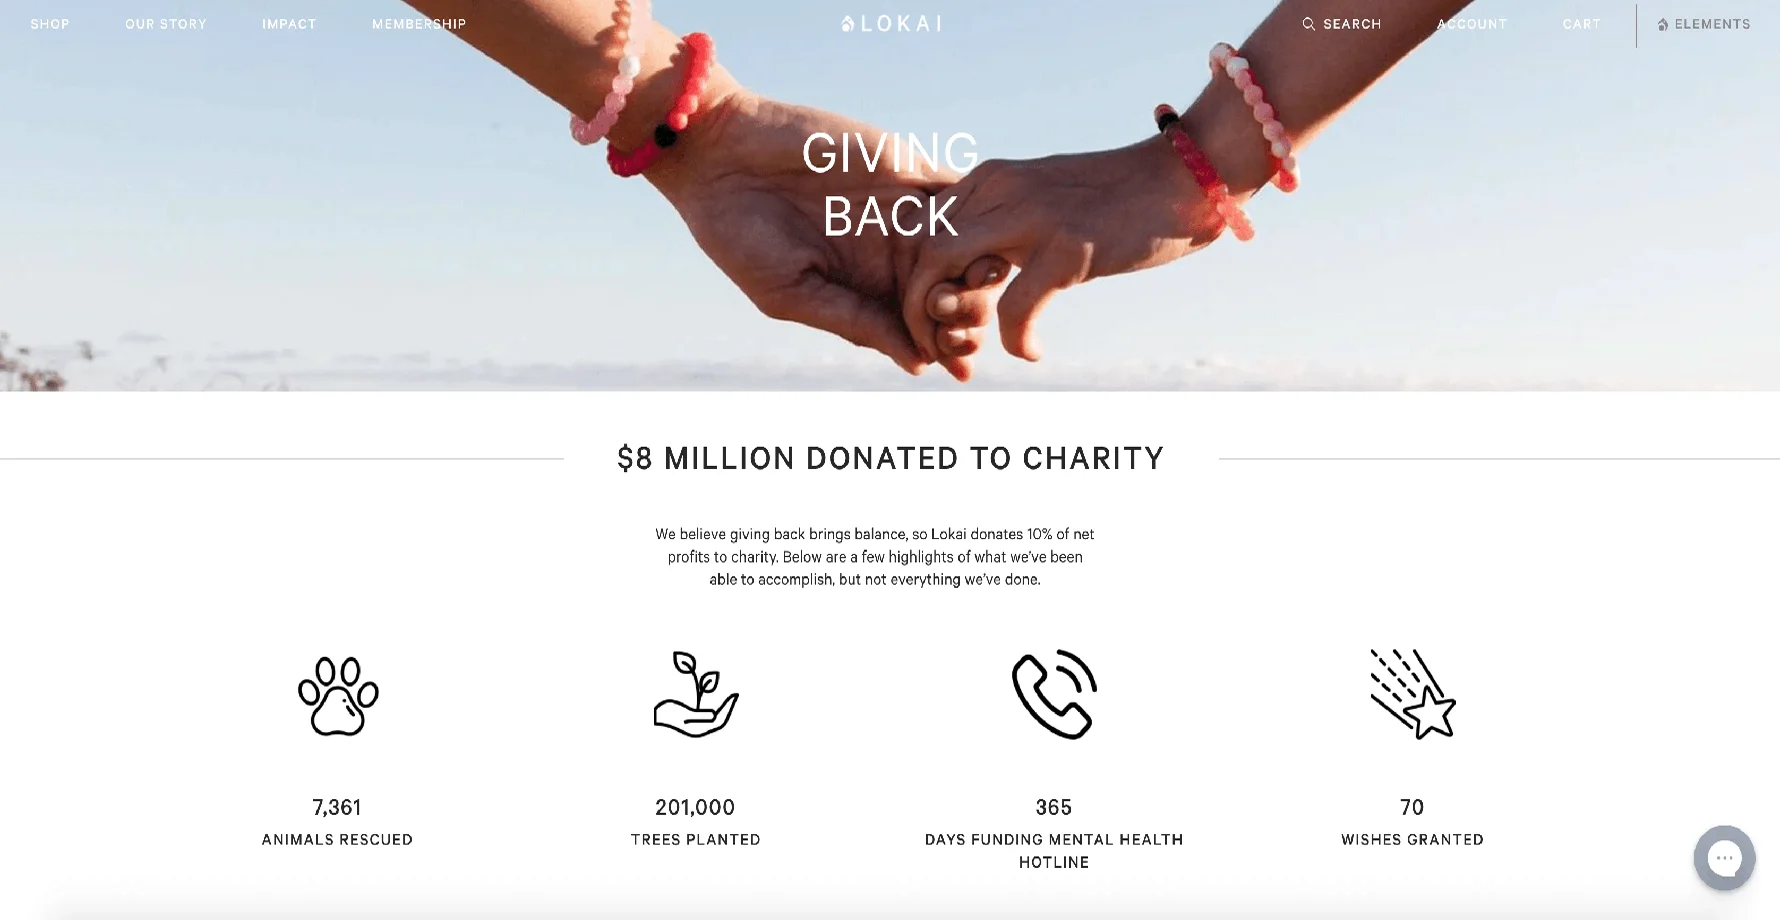 SHOP OUR STORY IMPACT MEMBERSHIP LOKAI SEARCH ACCOUNT CART ELEMENTS
GIVING
BACK
$8 MILLION DONATED TO CHARITY
We believe giving back brings balance, so Lokai donates 10% of net
profits to charity. Below are a few highlights of what we've been
able to accomplish, but not everything we've done.
7,361
ANIMALS RESCUED
201,000
TREES PLANTED
365
DAYS FUNDING MENTAL HEALTH
HOTLINE
70
WISHES GRANTED